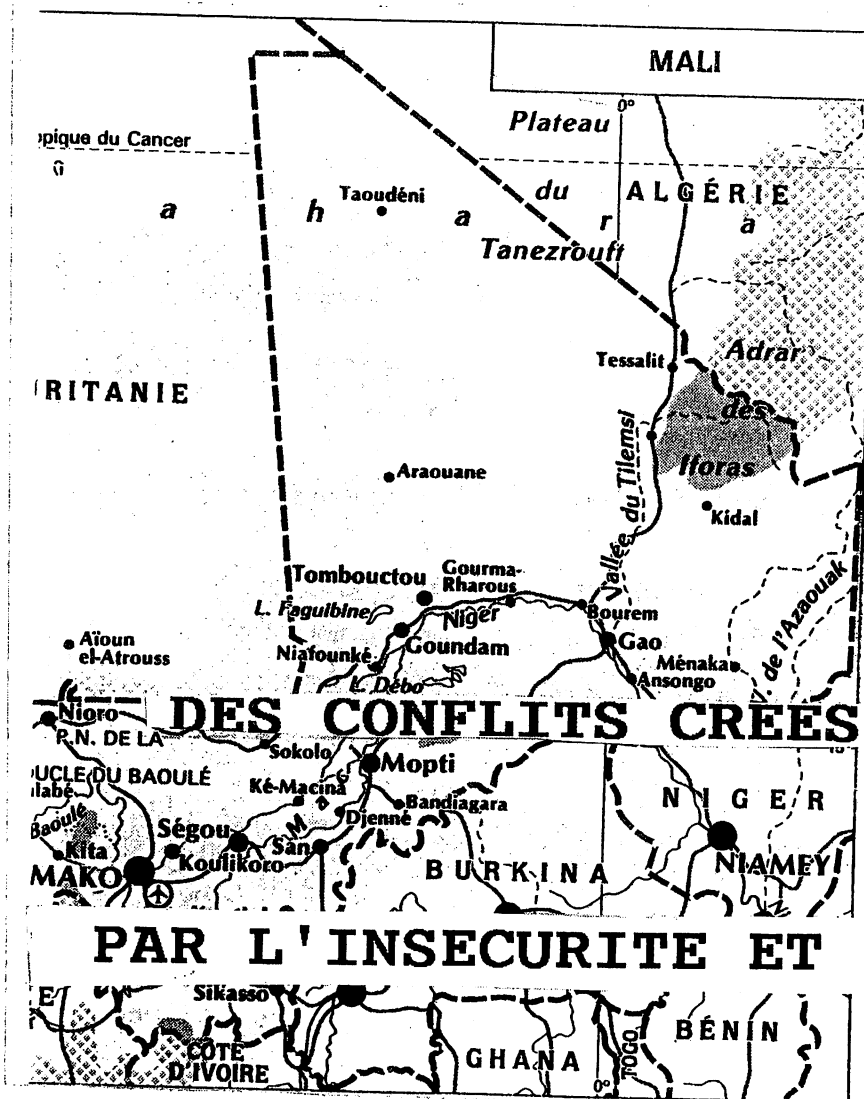 MALI
0°
Plateau
opique du Cancer
ALGÉRIE
du
Taoudéni
a h a r a
Tanezrouft
Tessalit
Adrar
RITANIE
des
Iforas
Araouane
Vallée du Tilemsi
Kidal
Tombouctou
Gourma-
Rharous
L. Faguibine
Niger
Bourem
V. de l'Azaouak
Aïoun
el-Atrouss
Goundam
Gao
Niafounké
Ménaka
L. Débo
Ansongo
Nioro
DES CONFLITS CREES
P.N. DE LA
Sokolo
Mopti
OUCLE DU BAOULÉ
Ké-Macina
NIGER
Bandiagara
Djenné
Baoulé
M
Ségou
Kita
Koulikoro
San
BURKINA
NIAMEY
MAKO
PAR L'INSECURITE ET
E
Sikasso
BÉNIN
CÔTE
D'IVOIRE
GHANA
TOGO
0°